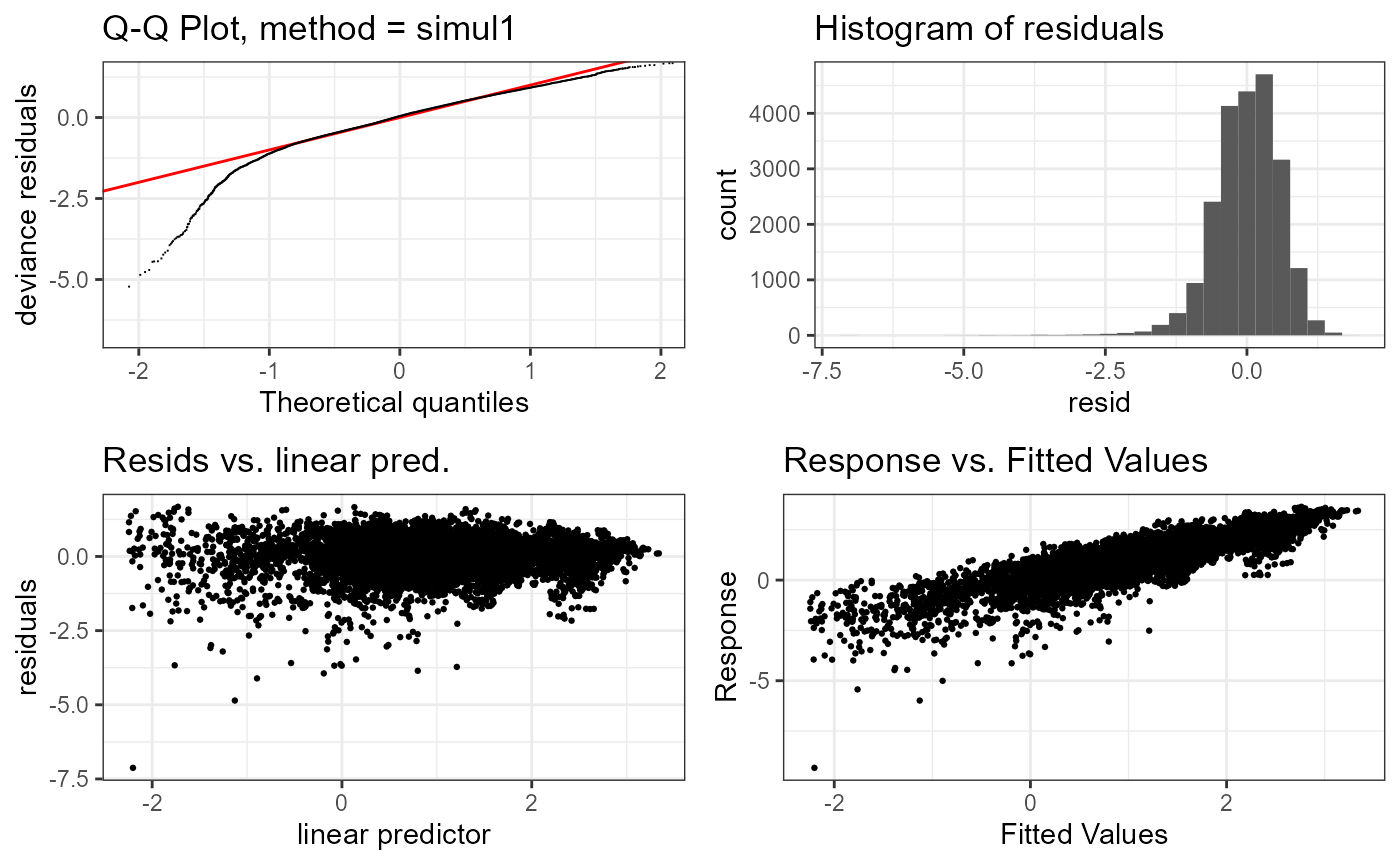 Q-Q Plot, method = simul1
deviance residuals
0.0
-2.5
-5.0
-2
-1
0
1
2
Theoretical quantiles
Histogram of residuals
count
4000
3000
2000
1000
0
-7.5
-5.0
-2.5
0.0
resid
Resids vs. linear pred.
residuals
0.0
-2.5
-5.0
-7.5
-2
0
2
linear predictor
Response vs. Fitted Values
Response
0
-5
-2
0
2
Fitted Values